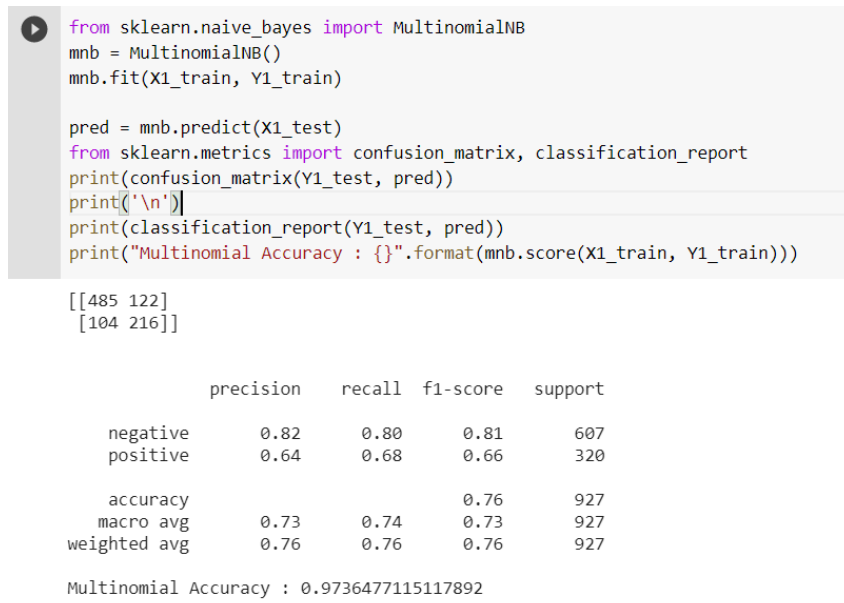 from sklearn.naive_bayes import MultinomialNB
mnb = MultinomialNB()
mnb.fit(X1_train, Y1_train)
pred = mnb.predict(X1_test)
from sklearn.metrics import confusion_matrix, classification_report
print(confusion_matrix(Y1_test, pred))
print('\n')
print(classification_report(Y1_test, pred))
print("Multinomial Accuracy : {}".format(mnb.score(X1_train, Y1_train)))
[[485 122]
[104 216]]
precision recall f1-score support
negative 0.82 0.80 0.81 607
positive 0.64 0.68 0.66 320
accuracy 0.76 927
macro avg 0.73 0.74 0.73 927
weighted avg 0.76 0.76 0.76 927
Multinomial Accuracy : 0.9736477115117892